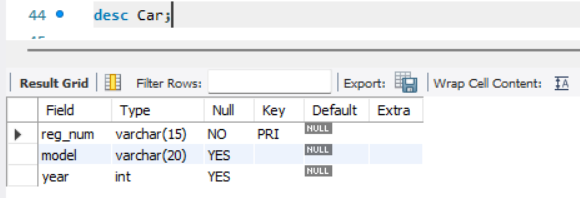 44 desc Car;
Result Grid Filter Rows: Export: Wrap Cell Content: IA
Field Type Null Key Default Extra
reg_num varchar(15) NO PRI NULL
model varchar(20) YES NULL
year int YES NULL